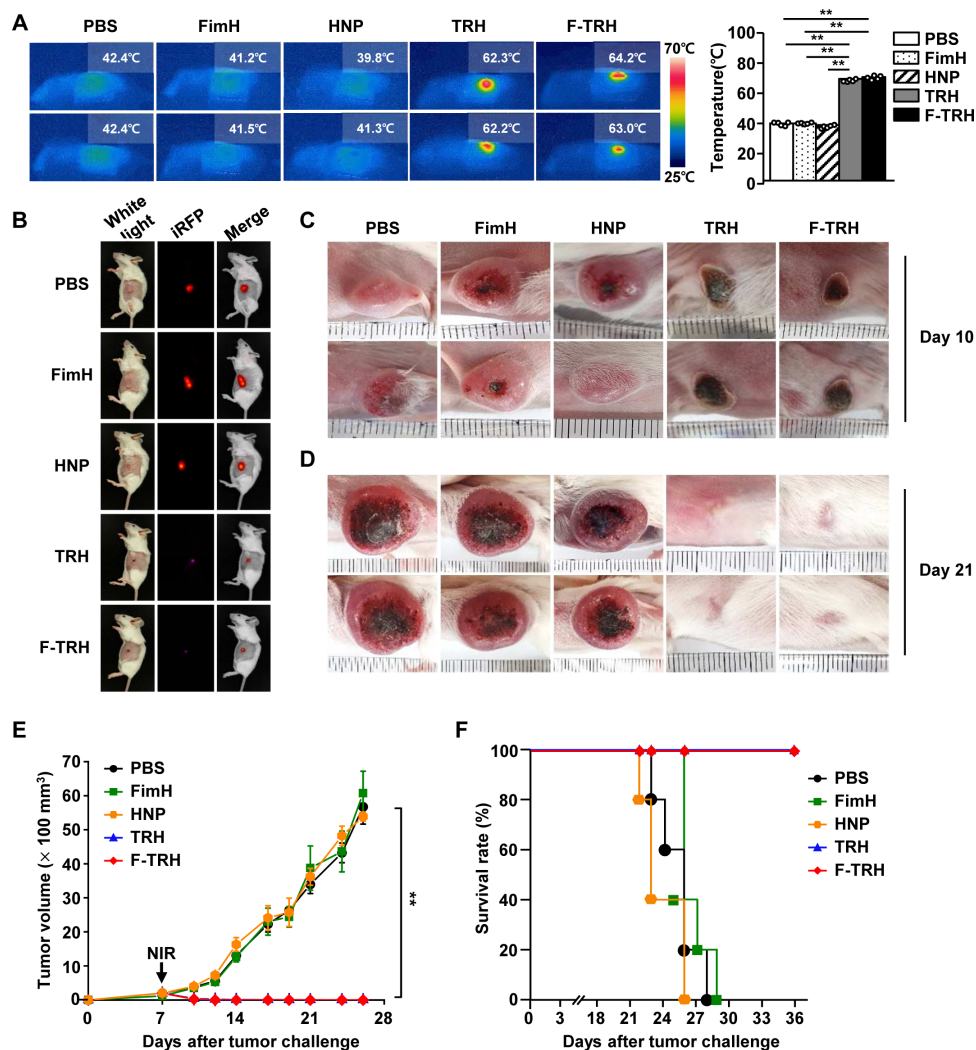 A
PBS FimH HNP TRH F-TRH
42.4℃ 41.2℃ 39.8℃ 62.3℃ 64.2℃
42.4℃ 41.5℃ 41.3℃ 62.2℃ 63.0℃
70℃
25℃
** 
**
**
**
**
Temperature(℃)
100
80
60
40
20
0
PBS
FimH
HNP
TRH
F-TRH
B
White light iRFP Merge
PBS
FimH
HNP
TRH
F-TRH
C
PBS FimH HNP TRH F-TRH
Day 10
D
Day 21
E
PBS
FimH
HNP
TRH
F-TRH
Tumor volume (× 100 mm³)
70
60
50
40
30
20
10
0
NIR
**
0 7 14 21 28
Days after tumor challenge
F
Survival rate (%)
100
80
60
40
20
0
PBS
FimH
HNP
TRH
F-TRH
0 3 18 21 24 27 30 33 36
Days after tumor challenge